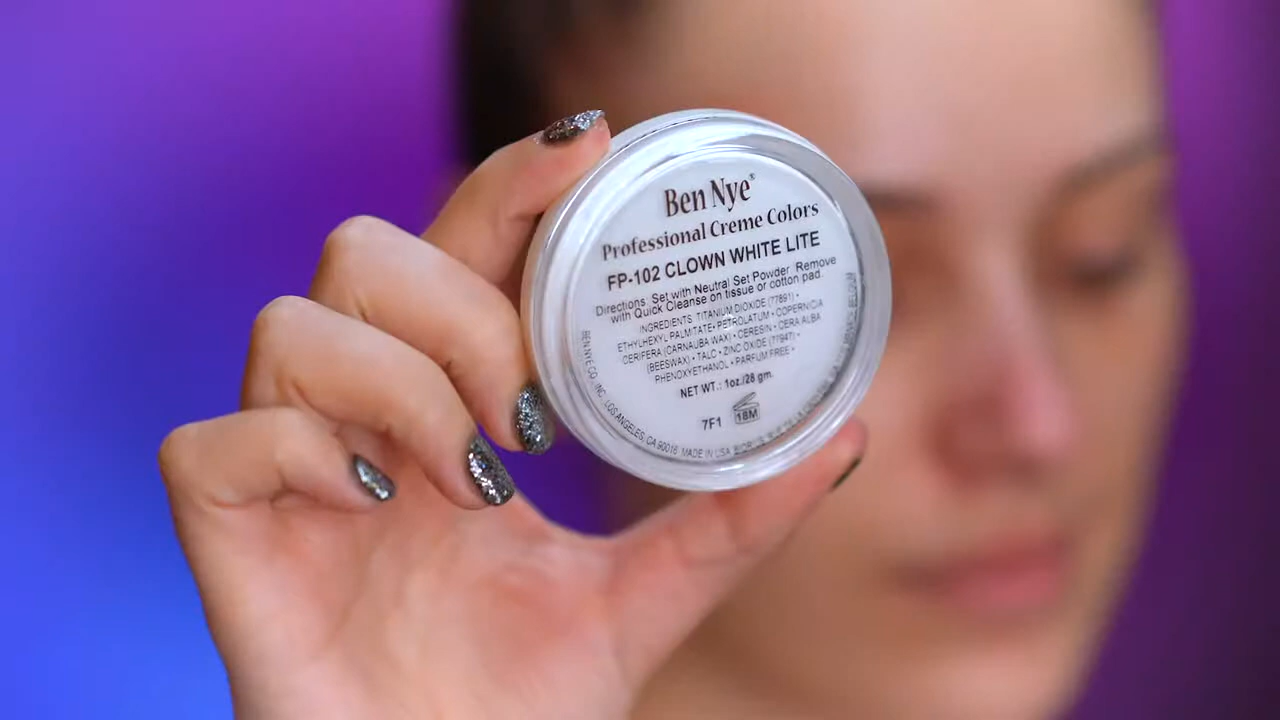 Ben Nye®
Professional Creme Colors
FP-102 CLOWN WHITE LITE
Directions Set with Neutral Set Powder Remove
with Quick Cleanse on tissue or cotton pad.
INGREDIENTS TITANIUM DIOXIDE (77891) •
ETHYLHEXYL PALMITATE • PETROLATUM • COPERNICIA
CERIFERA (CARNAUBA WAX) • CERESIN • CERA ALBA
(BEESWAX) • TALC • ZINC OXIDE (77947) •
PHENOXYETHANOL • PARFUM FREE •
NET WT.: 1oz./28 gm.
7F1 18M
BEN NYE CO., INC. LOS ANGELES, CA 90016 MADE IN USA